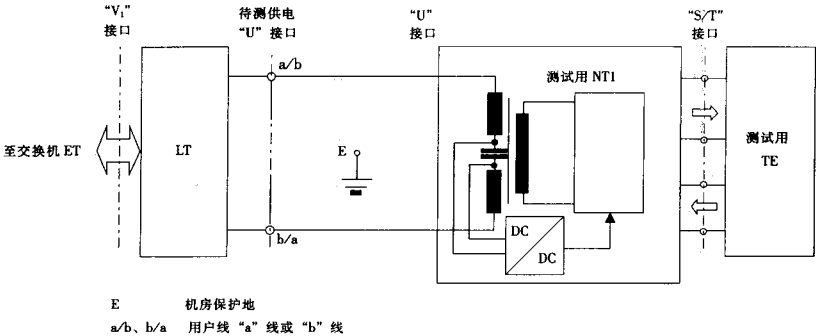 “V₁”
接口
待测供电
“U”接口
“U”
接口
“S/T”
接口
a/b
测试用 NT1
至交换机 ET
LT
E
测试用
TE
DC
DC
b/a
E 机房保护地
a/b、b/a 用户线“a”线或“b”线